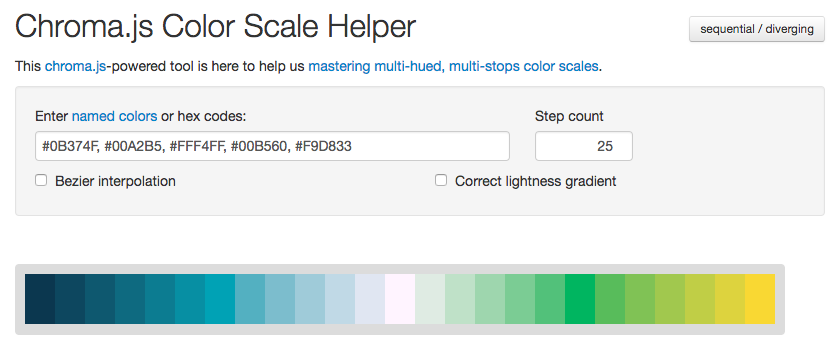 Chroma.js Color Scale Helper
sequential / diverging
This chroma.js-powered tool is here to help us mastering multi-hued, multi-stops color scales.
Enter named colors or hex codes:
Step count
#0B374F, #00A2B5, #FFF4FF, #00B560, #F9D833
25
Bezier interpolation
Correct lightness gradient